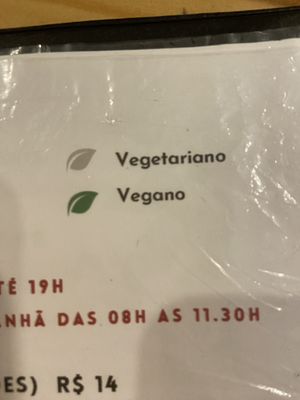 Vegetariano
Vegano
TÉ 19H
NHÃ DAS 08H AS 11.30H
ES) R$ 14